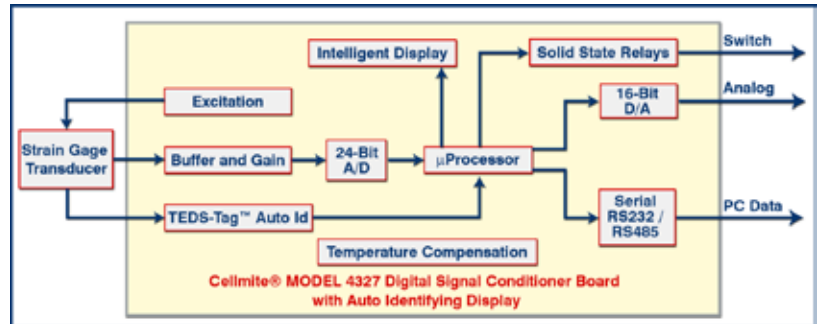 Switch
Intelligent Display
Solid State Relays
Analog
Excitation
16-Bit
D/A
Strain Gage
Transducer
Buffer and Gain
24-Bit
A/D
µProcessor
TEDS-Tag™ Auto Id
Serial
RS232 /
RS485
PC Data
Temperature Compensation
Cellmite® MODEL 4327 Digital Signal Conditioner Board
with Auto Identifying Display